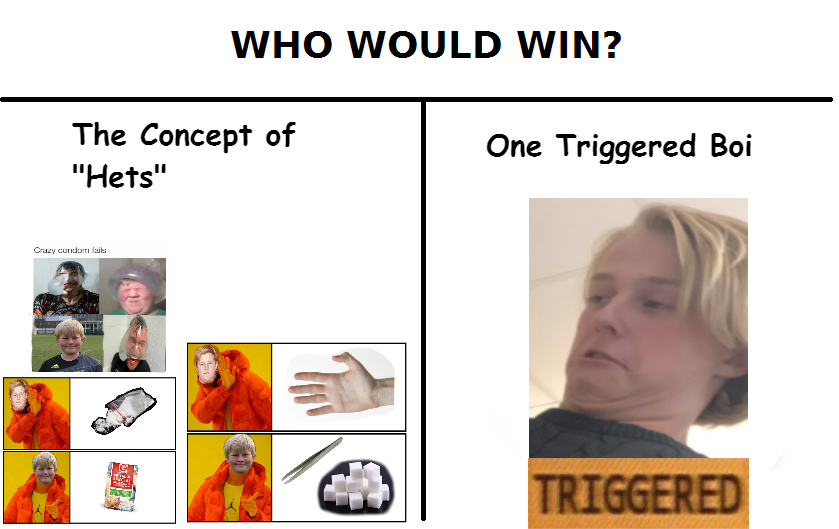 WHO WOULD WIN?
The Concept of
"Hets"
One Triggered Boi
Crazy condom fails
TRIGGERED